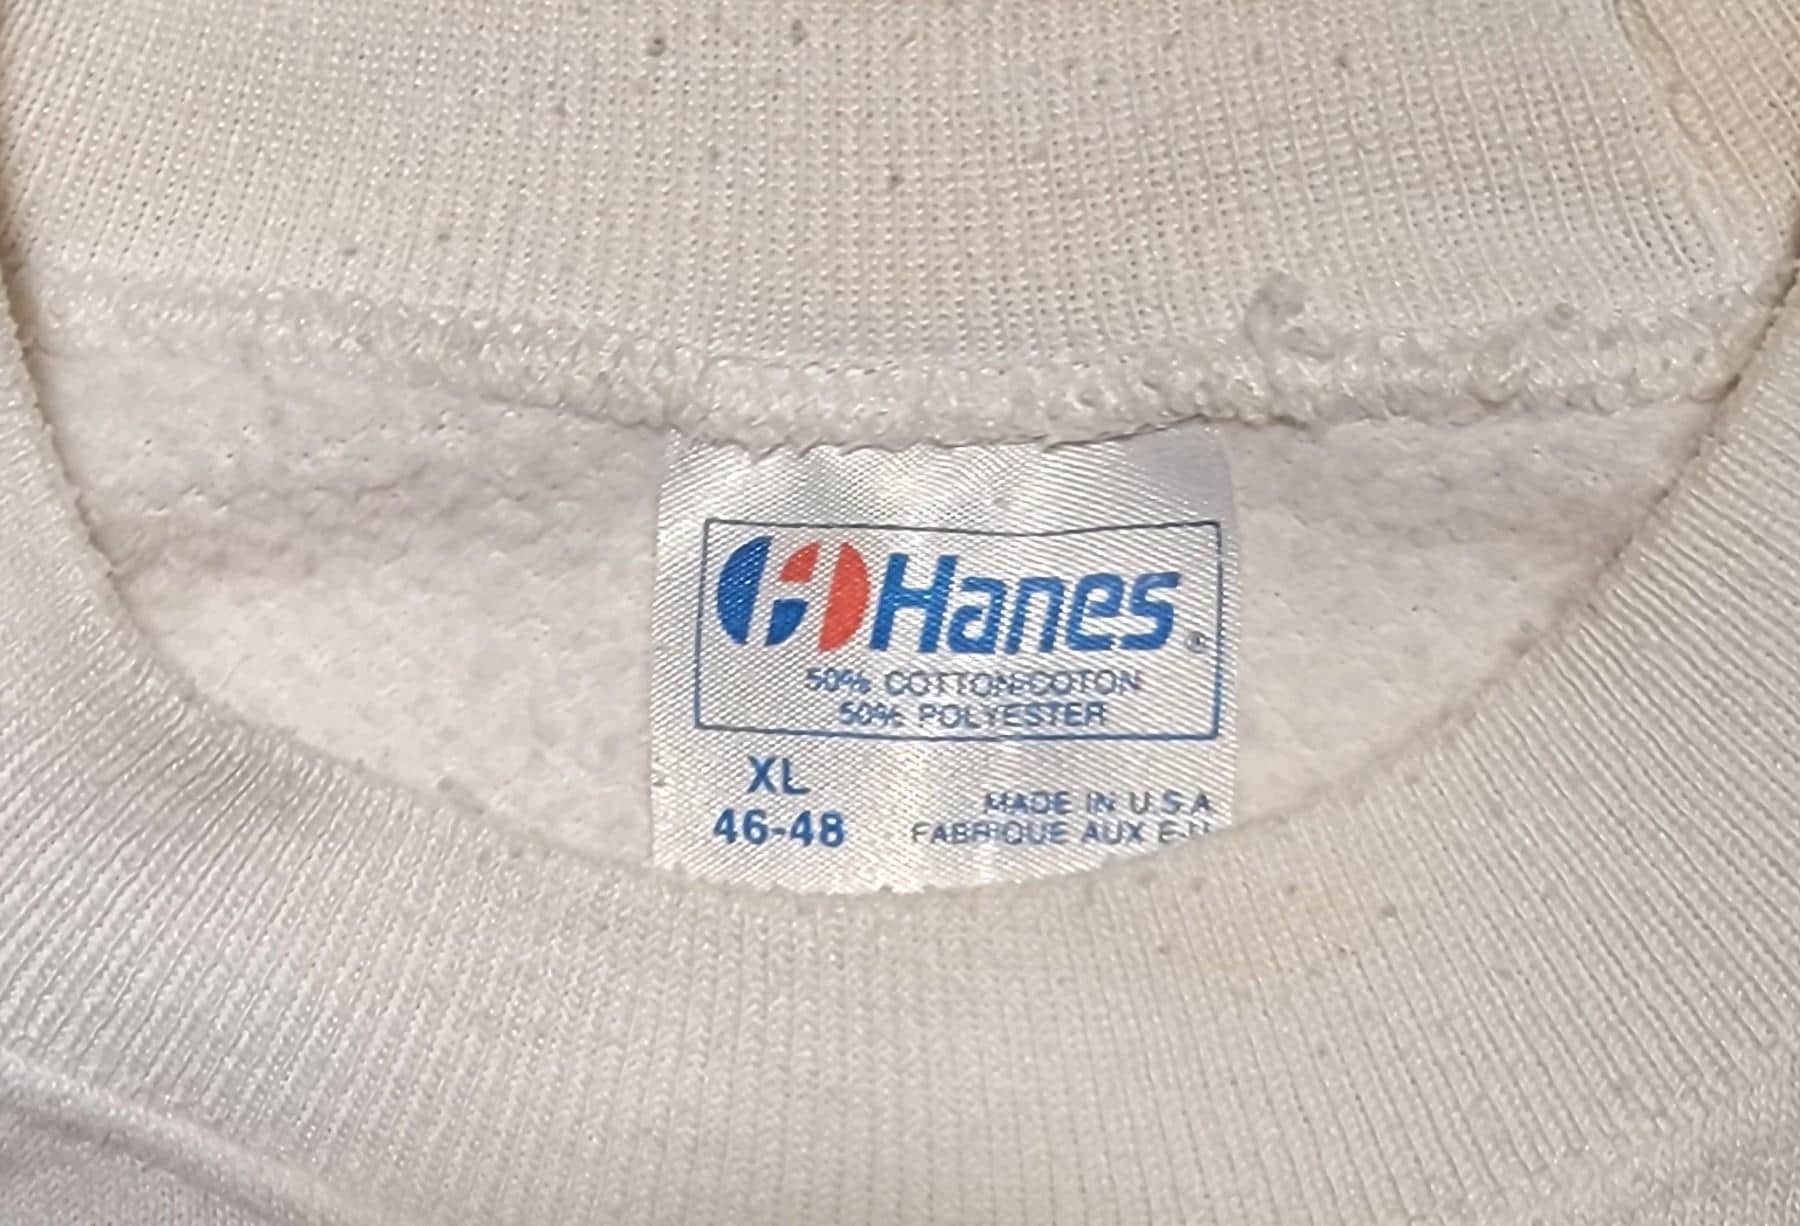 Hanes®
50% COTTON-COTON
50% POLYESTER
XL
46-48
MADE IN U.S.A
FABRIQUE AUX E-U